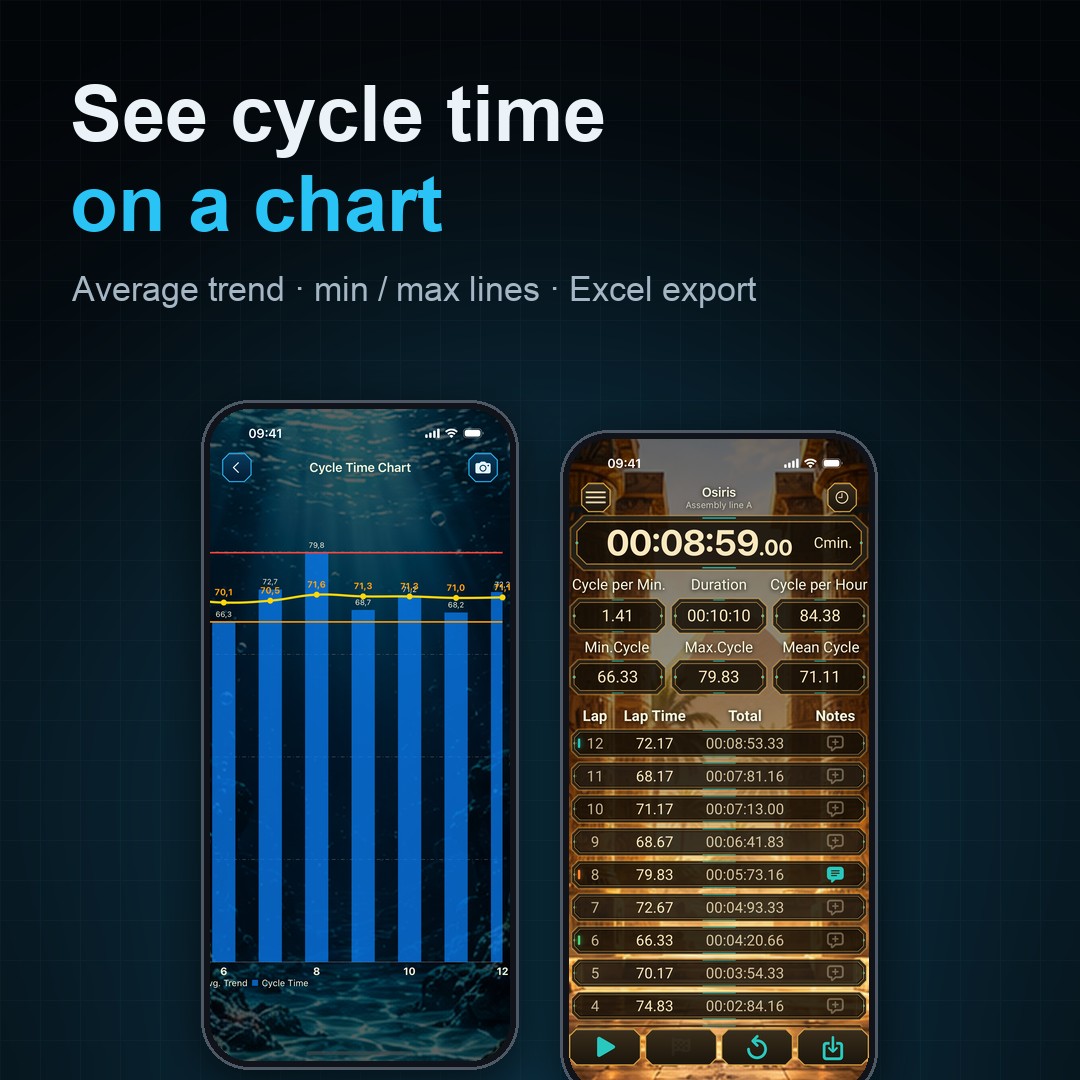 See cycle time
on a chart
Average trend · min / max lines · Excel export
09:41
Cycle Time Chart
79,8
72,7
70,1 70,5 71,6 71,3 71,2 71,0 71,1
66,3 68,7 68,2
6 8 10 12
vg. Trend Cycle Time
09:41
Osiris
Assembly line A
00:08:59.00 Cmin.
Cycle per Min. Duration Cycle per Hour
1.41 00:10:10 84.38
Min.Cycle Max.Cycle Mean Cycle
66.33 79.83 71.11
Lap Lap Time Total Notes
12 72.17 00:08:53.33
11 68.17 00:07:81.16
10 71.17 00:07:13.00
9 68.67 00:06:41.83
8 79.83 00:05:73.16
7 72.67 00:04:93.33
6 66.33 00:04:20.66
5 70.17 00:03:54.33
4 74.83 00:02:84.16